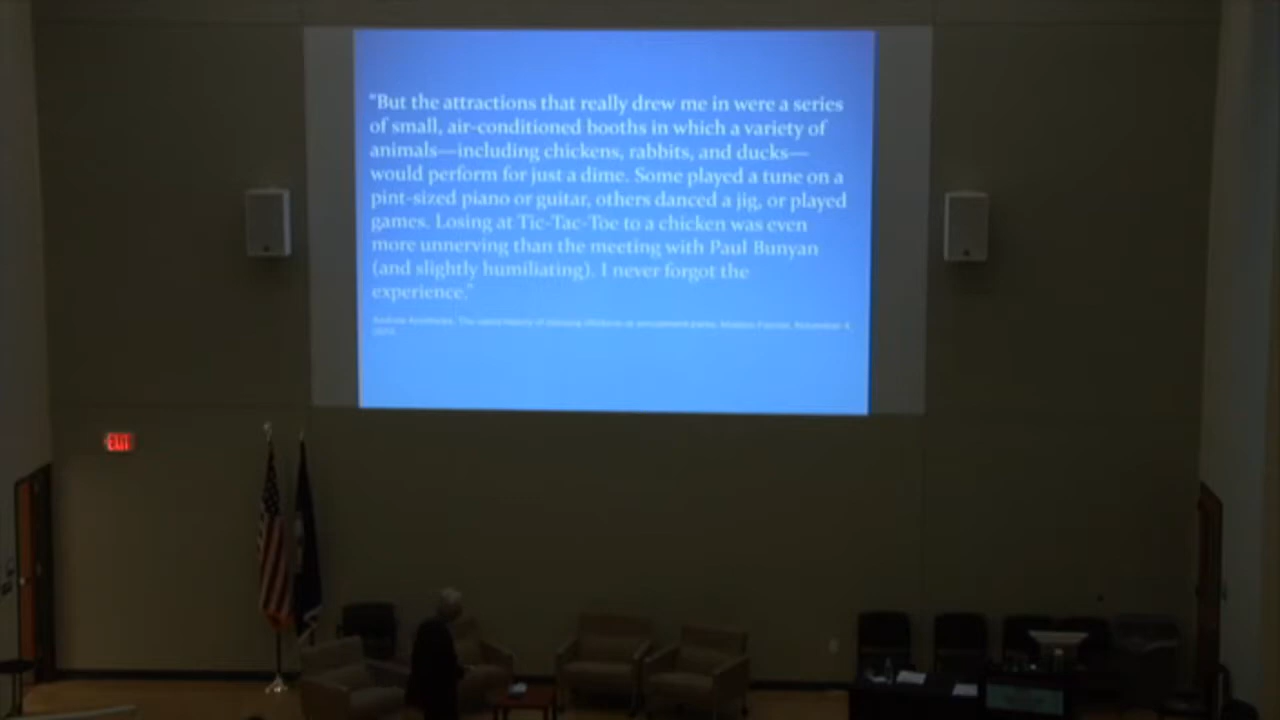 “But the attractions that really drew me in were a series
of small, air-conditioned booths in which a variety of
animals—including chickens, rabbits, and ducks—
would perform for just a dime. Some played a tune on a
pint-sized piano or guitar, others danced a jig, or played
games. Losing at Tic-Tac-Toe to a chicken was even
more unnerving than the meeting with Paul Bunyan
(and slightly humiliating). I never forgot the
experience.”
EXIT